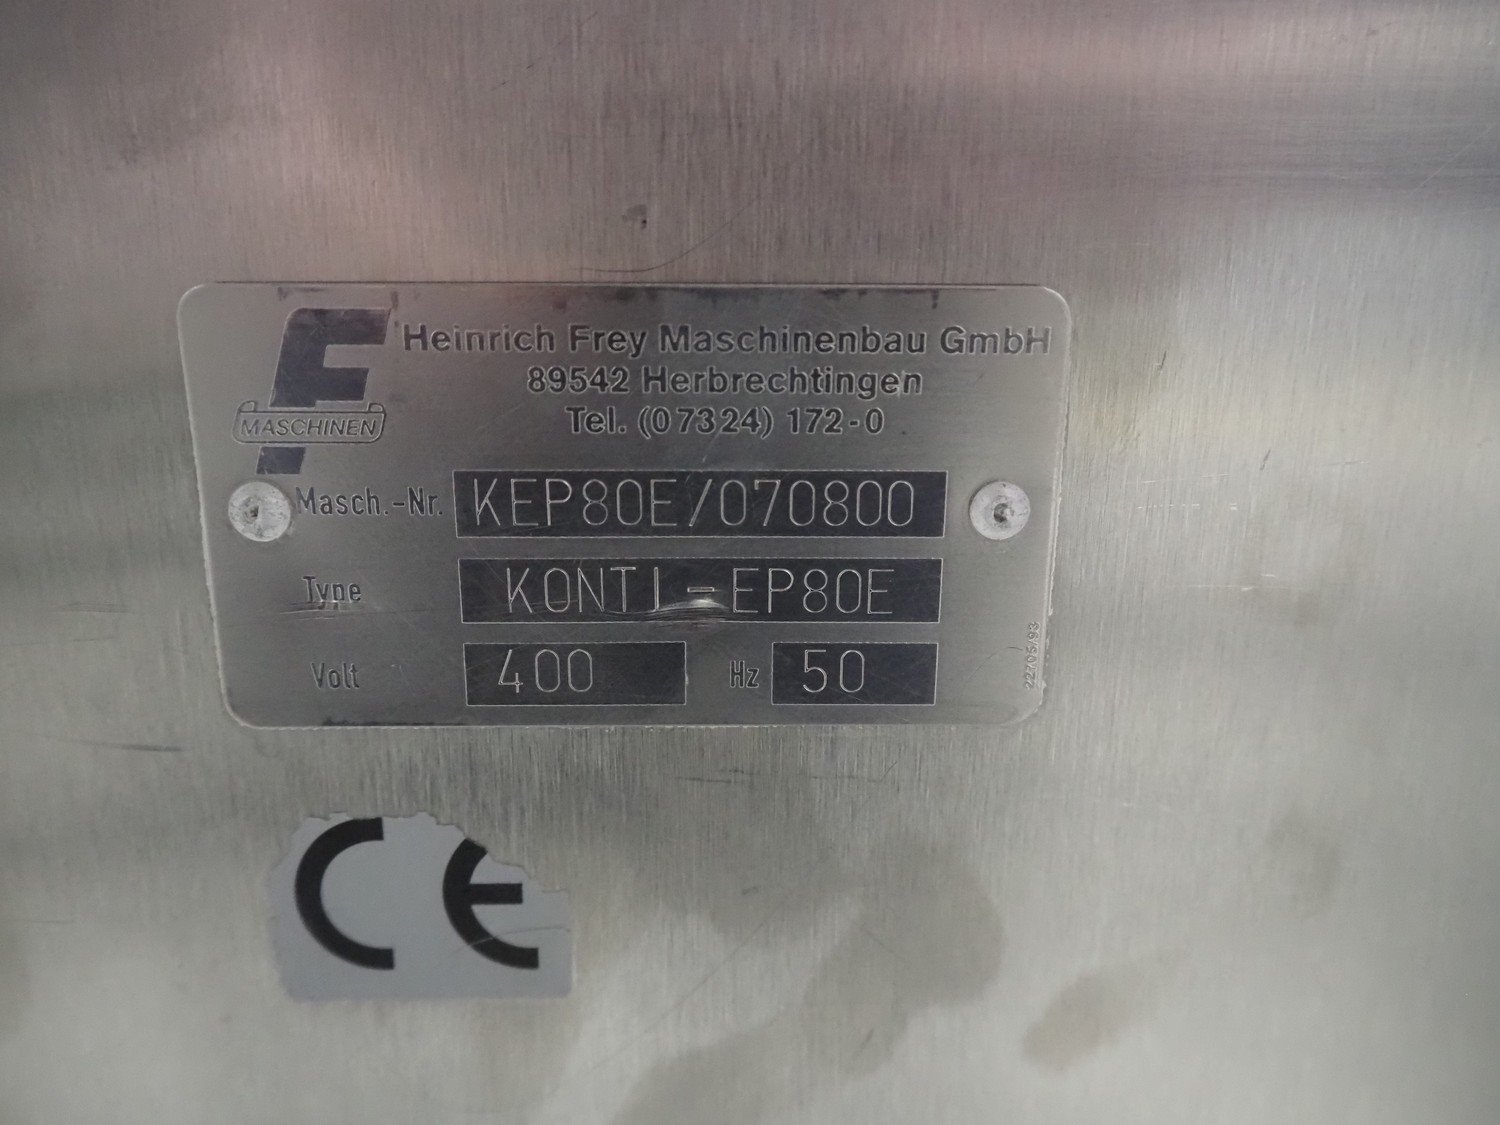 F
MASCHINEN
Heinrich Frey Maschinenbau GmbH
89542 Herbrechtingen
Tel. (07324) 172-0
Masch.-Nr. KEP80E/070800
Type KONTI-EP80E
Volt 400 Hz 50
CE